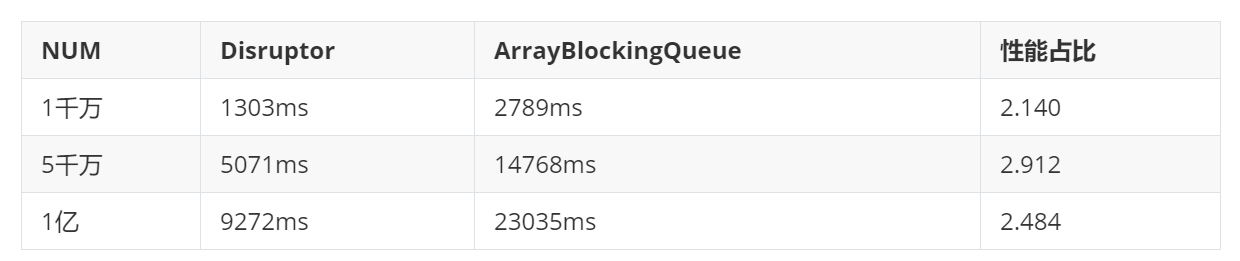 NUM Disruptor ArrayBlockingQueue 性能占比
1千万 1303ms 2789ms 2.140
5千万 5071ms 14768ms 2.912
1亿 9272ms 23035ms 2.484